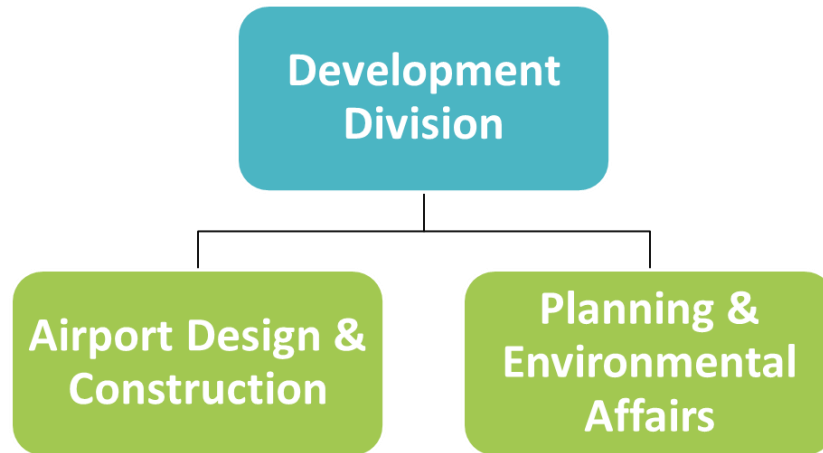 Development
Division
Airport Design &
Construction
Planning &
Environmental
Affairs